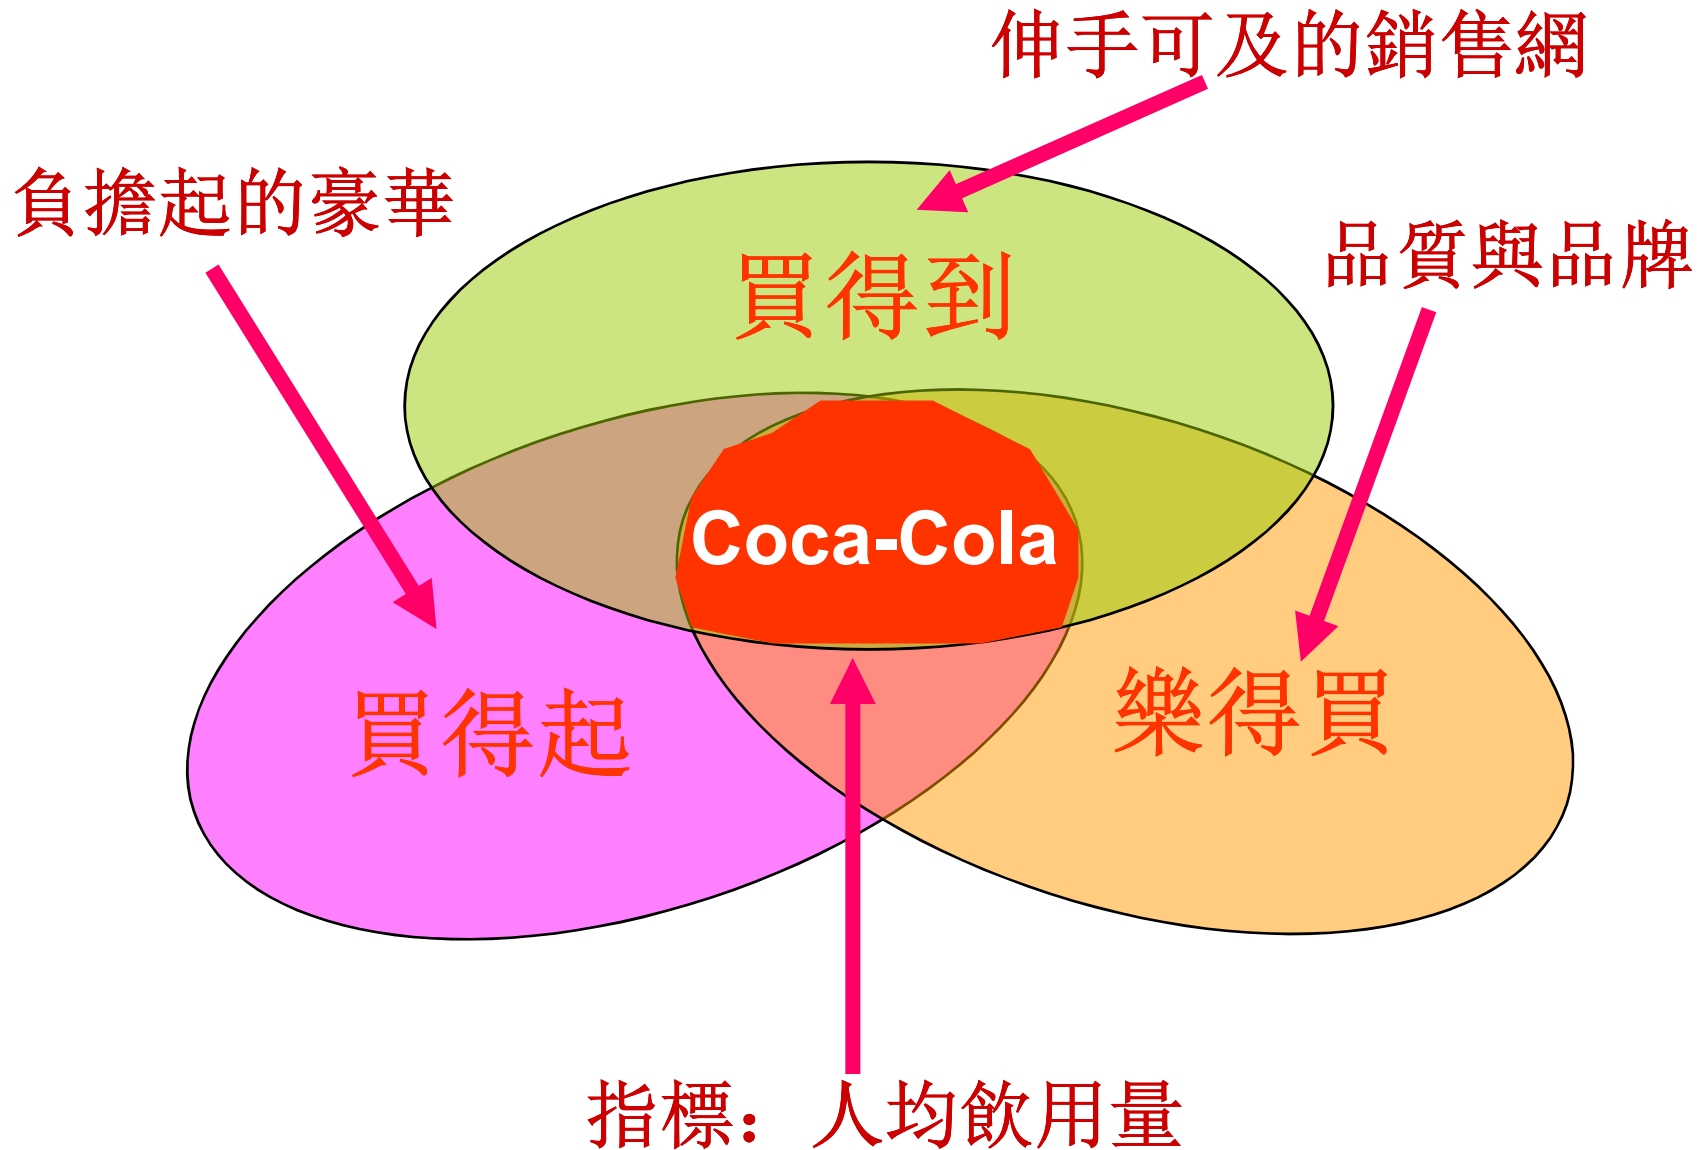 伸手可及的銷售網
負擔起的豪華
品質與品牌
買得到
Coca-Cola
買得起
樂得買
指標：人均飲用量